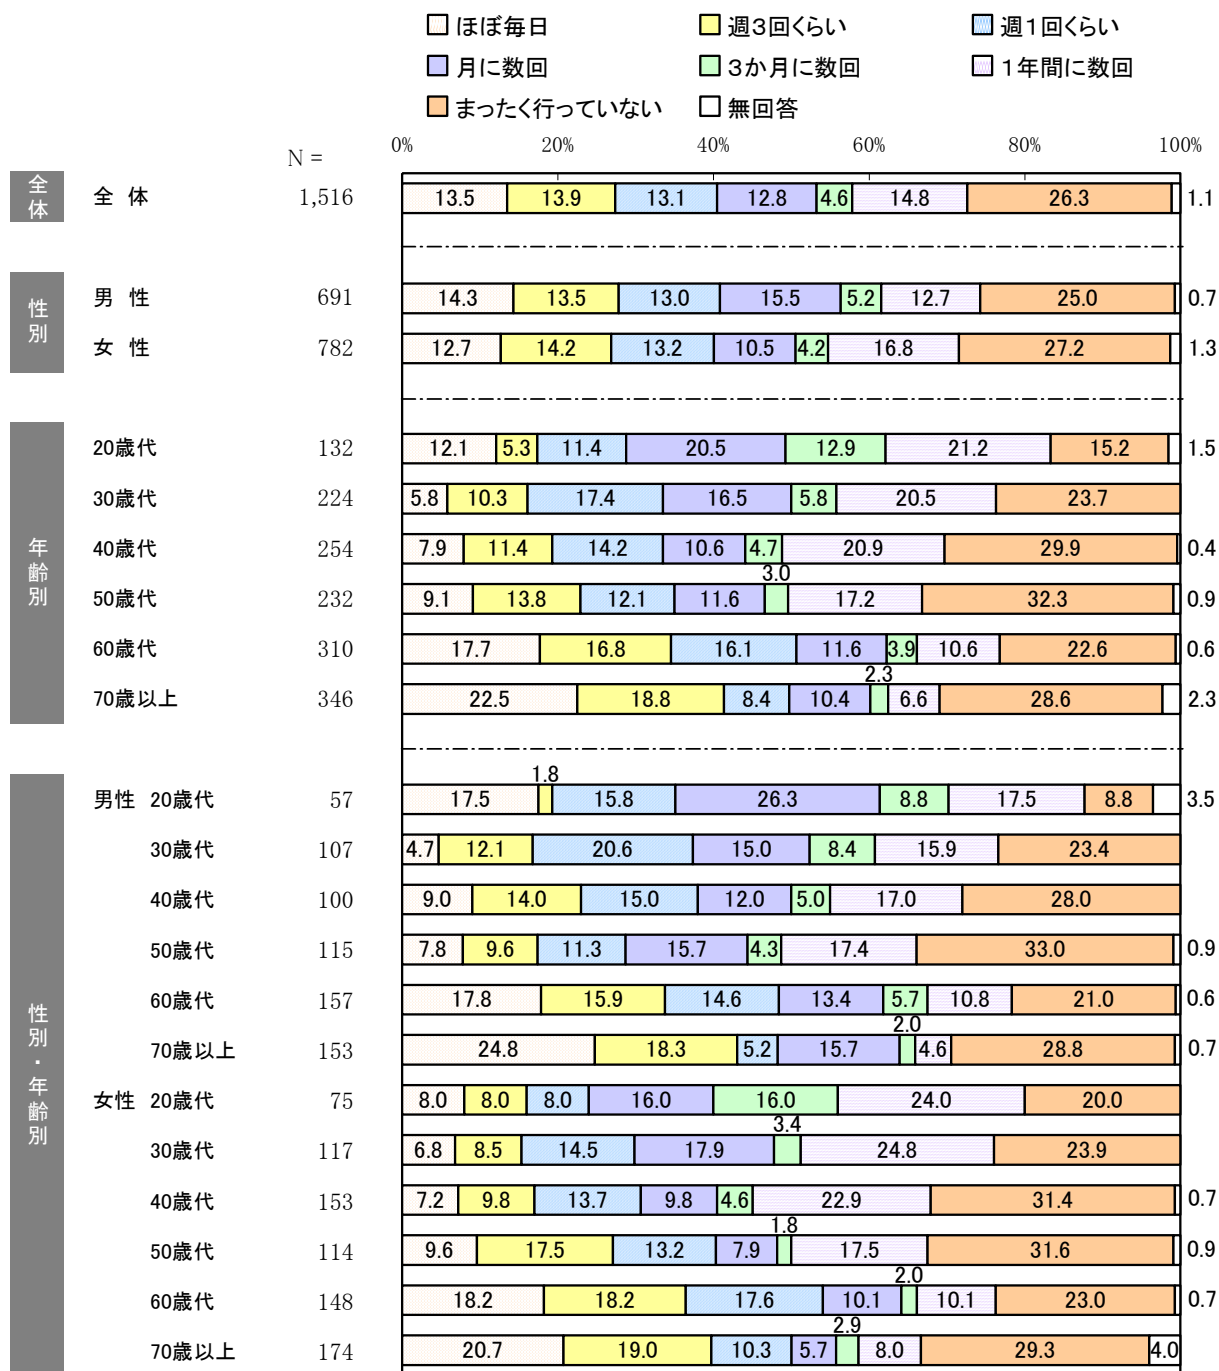 ほぼ毎日 週3回くらい 週1回くらい
月に数回 3か月に数回 1年間に数回
まったく行っていない 無回答
0% 20% 40% 60% 80% 100%
N =
全体 全 体 1,516 13.5 13.9 13.1 12.8 4.6 14.8 26.3 1.1
性別
男 性 691 14.3 13.5 13.0 15.5 5.2 12.7 25.0 0.7
女 性 782 12.7 14.2 13.2 10.5 4.2 16.8 27.2 1.3
年齢別
20歳代 132 12.1 5.3 11.4 20.5 12.9 21.2 15.2 1.5
30歳代 224 5.8 10.3 17.4 16.5 5.8 20.5 23.7
40歳代 254 7.9 11.4 14.2 10.6 4.7 20.9 29.9 0.4
3.0
50歳代 232 9.1 13.8 12.1 11.6 17.2 32.3 0.9
60歳代 310 17.7 16.8 16.1 11.6 3.9 10.6 22.6 0.6
2.3
70歳以上 346 22.5 18.8 8.4 10.4 6.6 28.6 2.3
性別・年齢別
1.8
男性 20歳代 57 17.5 15.8 26.3 8.8 17.5 8.8 3.5
30歳代 107 4.7 12.1 20.6 15.0 8.4 15.9 23.4
40歳代 100 9.0 14.0 15.0 12.0 5.0 17.0 28.0
50歳代 115 7.8 9.6 11.3 15.7 4.3 17.4 33.0 0.9
60歳代 157 17.8 15.9 14.6 13.4 5.7 10.8 21.0 0.6
2.0
70歳以上 153 24.8 18.3 5.2 15.7 4.6 28.8 0.7
女性 20歳代 75 8.0 8.0 8.0 16.0 16.0 24.0 20.0
3.4
30歳代 117 6.8 8.5 14.5 17.9 24.8 23.9
40歳代 153 7.2 9.8 13.7 9.8 4.6 22.9 31.4 0.7
1.8
50歳代 114 9.6 17.5 13.2 7.9 17.5 31.6 0.9
2.0
60歳代 148 18.2 18.2 17.6 10.1 10.1 23.0 0.7
2.9
70歳以上 174 20.7 19.0 10.3 5.7 8.0 29.3 4.0